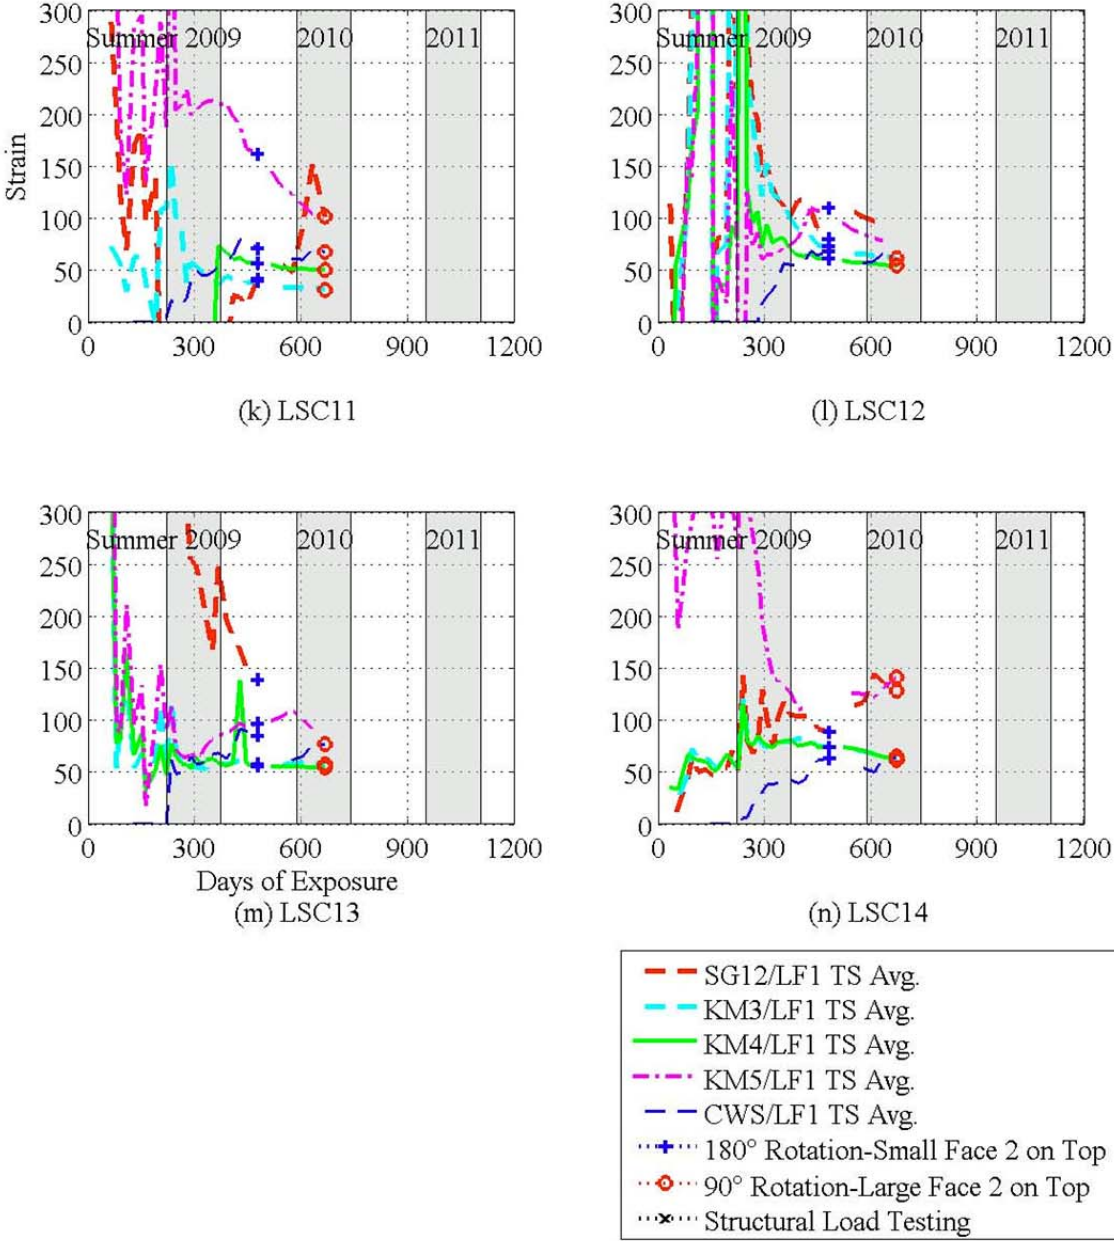 300
250
200
150
100
50
0
Strain
Summer 2009 2010 2011
0 300 600 900 1200
(k) LSC11
300
250
200
150
100
50
0
Summer 2009 2010 2011
0 300 600 900 1200
(l) LSC12
300
250
200
150
100
50
0
Summer 2009 2010 2011
0 300 600 900 1200
Days of Exposure
(m) LSC13
300
250
200
150
100
50
0
Summer 2009 2010 2011
0 300 600 900 1200
(n) LSC14
SG12/LF1 TS Avg.
KM3/LF1 TS Avg.
KM4/LF1 TS Avg.
KM5/LF1 TS Avg.
CWS/LF1 TS Avg.
180° Rotation-Small Face 2 on Top
90° Rotation-Large Face 2 on Top
Structural Load Testing